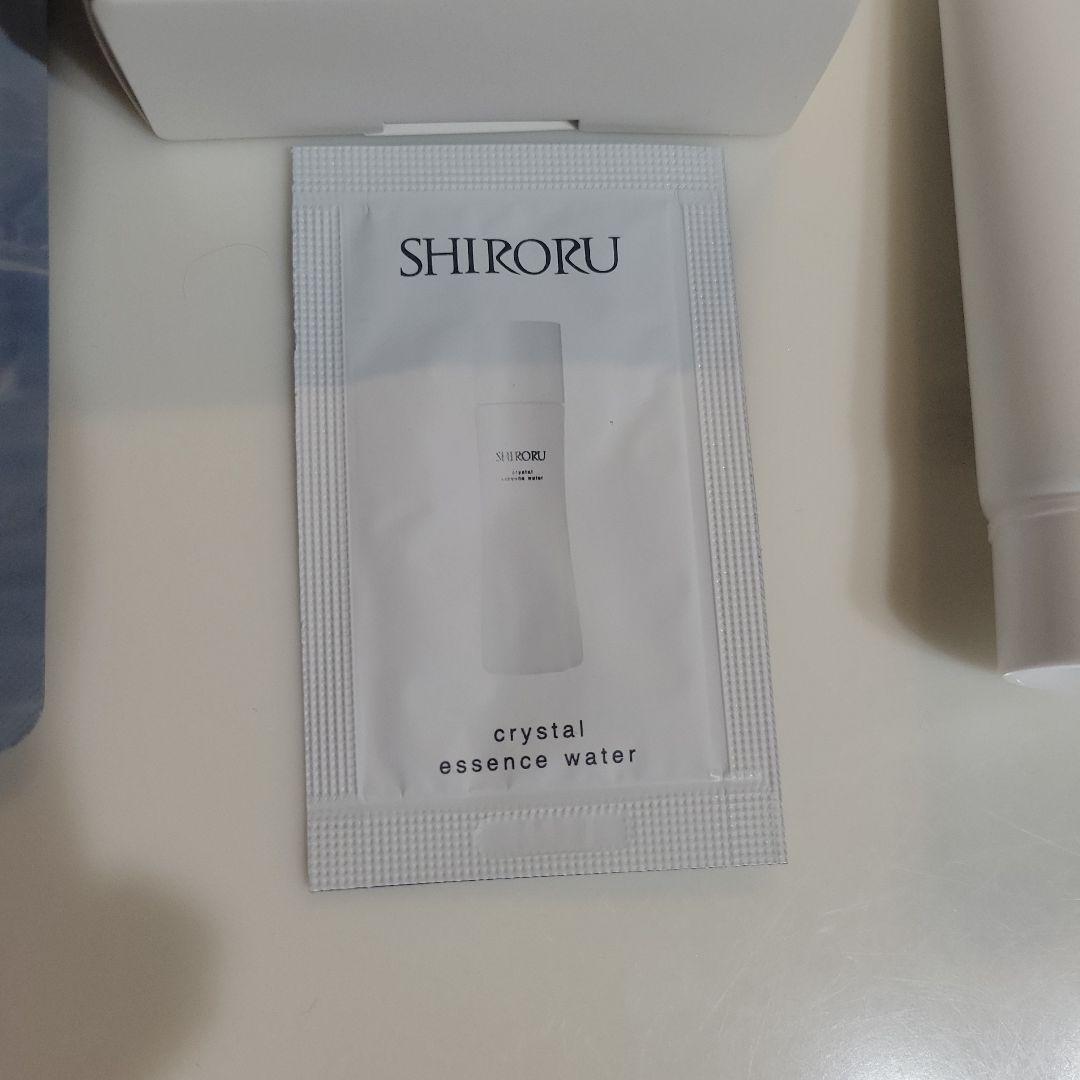 SHIRORU
SHIRORU
crystal
essence water
crystal
essence water